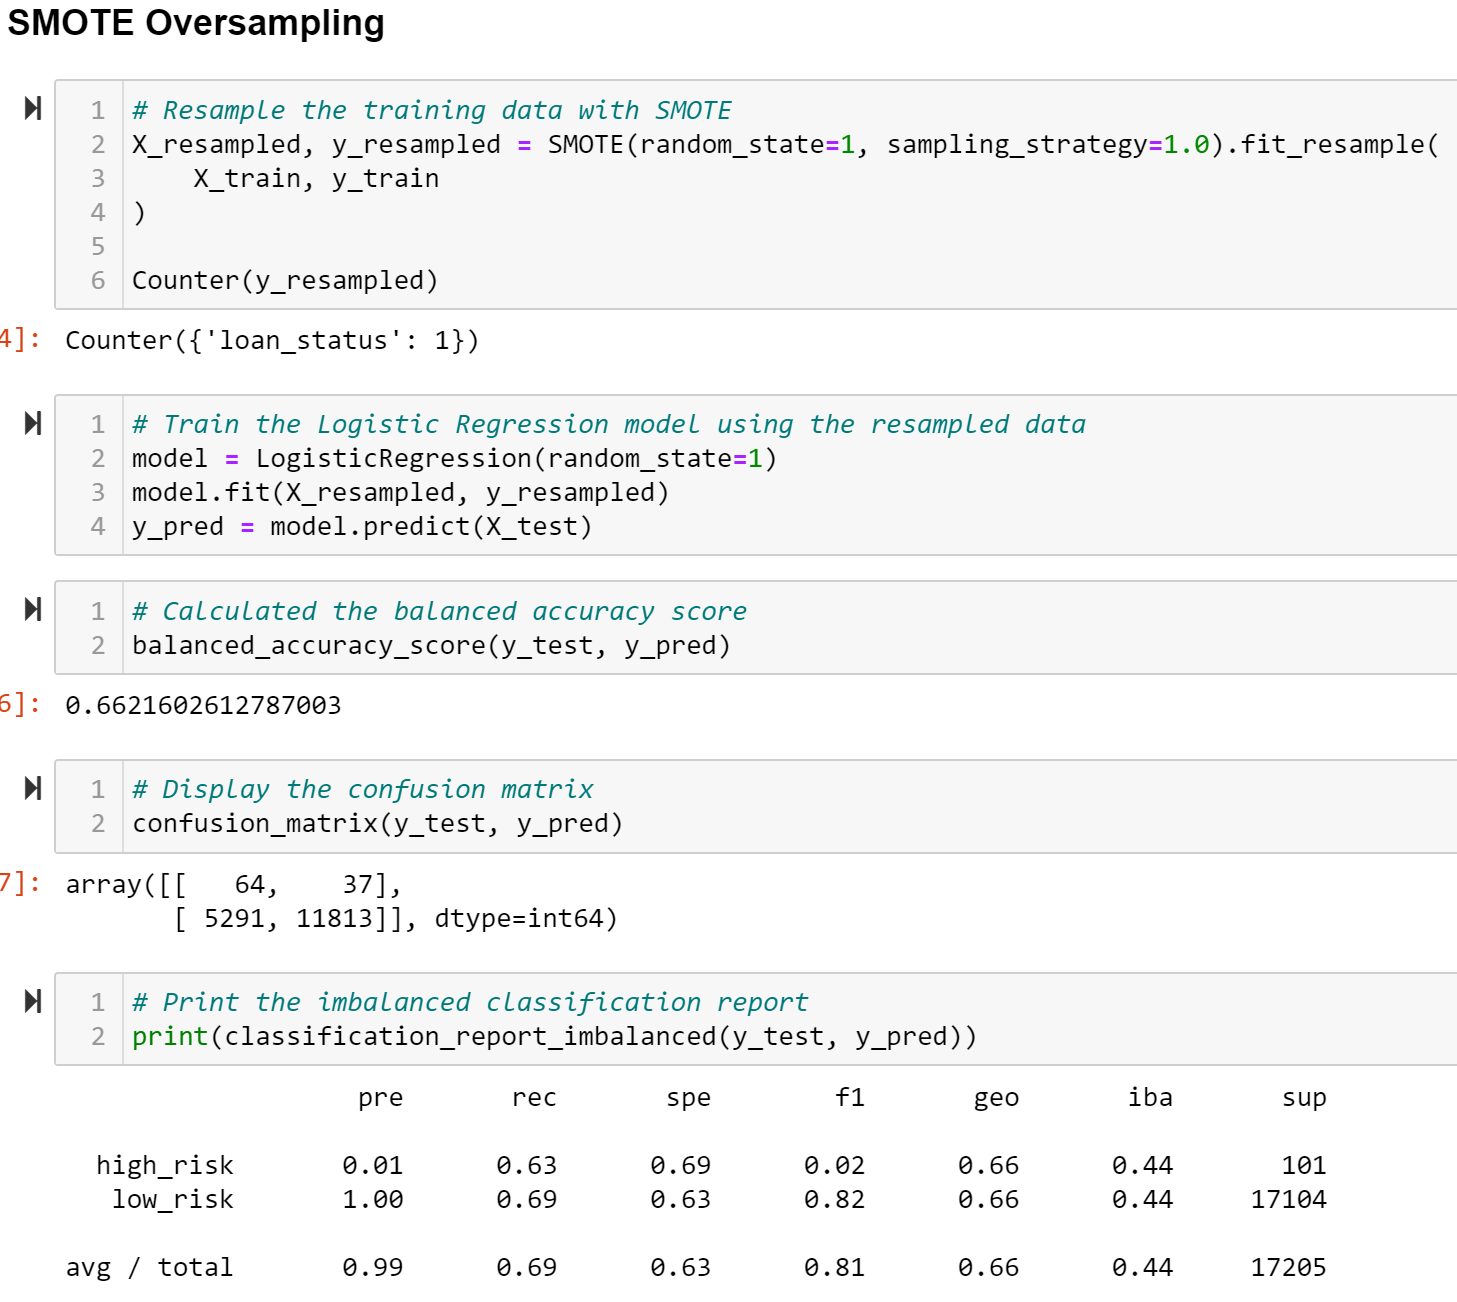 SMOTE Oversampling
1 # Resample the training data with SMOTE
2 X_resampled, y_resampled = SMOTE(random_state=1, sampling_strategy=1.0).fit_resample(
3     X_train, y_train
4 )
5
6 Counter(y_resampled)
4]: Counter({'loan_status': 1})
1 # Train the Logistic Regression model using the resampled data
2 model = LogisticRegression(random_state=1)
3 model.fit(X_resampled, y_resampled)
4 y_pred = model.predict(X_test)
1 # Calculated the balanced accuracy score
2 balanced_accuracy_score(y_test, y_pred)
6]: 0.6621602612787003
1 # Display the confusion matrix
2 confusion_matrix(y_test, y_pred)
7]: array([[   64,    37],
       [ 5291, 11813]], dtype=int64)
1 # Print the imbalanced classification report
2 print(classification_report_imbalanced(y_test, y_pred))
pre rec spe f1 geo iba sup
high_risk 0.01 0.63 0.69 0.02 0.66 0.44 101
low_risk 1.00 0.69 0.63 0.82 0.66 0.44 17104
avg / total 0.99 0.69 0.63 0.81 0.66 0.44 17205